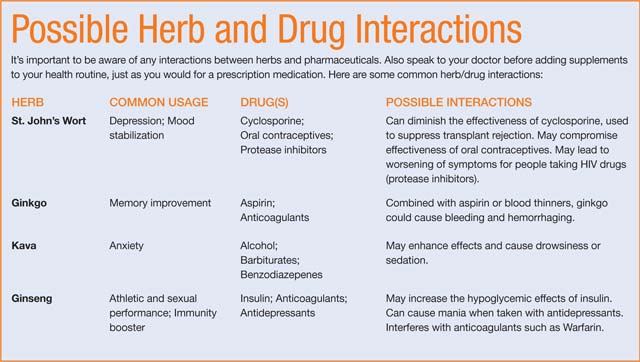 Possible Herb and Drug Interactions
It's important to be aware of any interactions between herbs and pharmaceuticals. Also speak to your doctor before adding supplements
to your health routine, just as you would for a prescription medication. Here are some common herb/drug interactions:
HERB COMMON USAGE DRUG(S) POSSIBLE INTERACTIONS
St. John's Wort Depression; Mood Cyclosporine; Can diminish the effectiveness of cyclosporine, used
stabilization Oral contraceptives; to suppress transplant rejection. May compromise
Protease inhibitors effectiveness of oral contraceptives. May lead to
worsening of symptoms for people taking HIV drugs
(protease inhibitors).
Ginkgo Memory improvement Aspirin; Combined with aspirin or blood thinners, ginkgo
Anticoagulants could cause bleeding and hemorrhaging.
Kava Anxiety Alcohol; May enhance effects and cause drowsiness or
Barbiturates; sedation.
Benzodiazepenes
Ginseng Athletic and sexual Insulin; Anticoagulants; May increase the hypoglycemic effects of insulin.
performance; Immunity Antidepressants Can cause mania when taken with antidepressants.
booster Interferes with anticoagulants such as Warfarin.